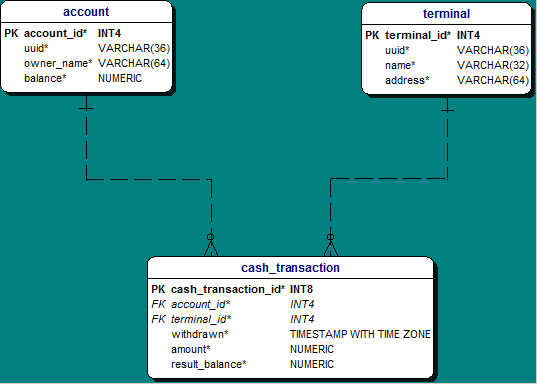 account
PK account_id* INT4
uuid* VARCHAR(36)
owner_name* VARCHAR(64)
balance* NUMERIC
terminal
PK terminal_id* INT4
uuid* VARCHAR(36)
name* VARCHAR(32)
address* VARCHAR(64)
cash_transaction
PK cash_transaction_id* INT8
FK account_id* INT4
FK terminal_id* INT4
withdrawn* TIMESTAMP WITH TIME ZONE
amount* NUMERIC
result_balance* NUMERIC